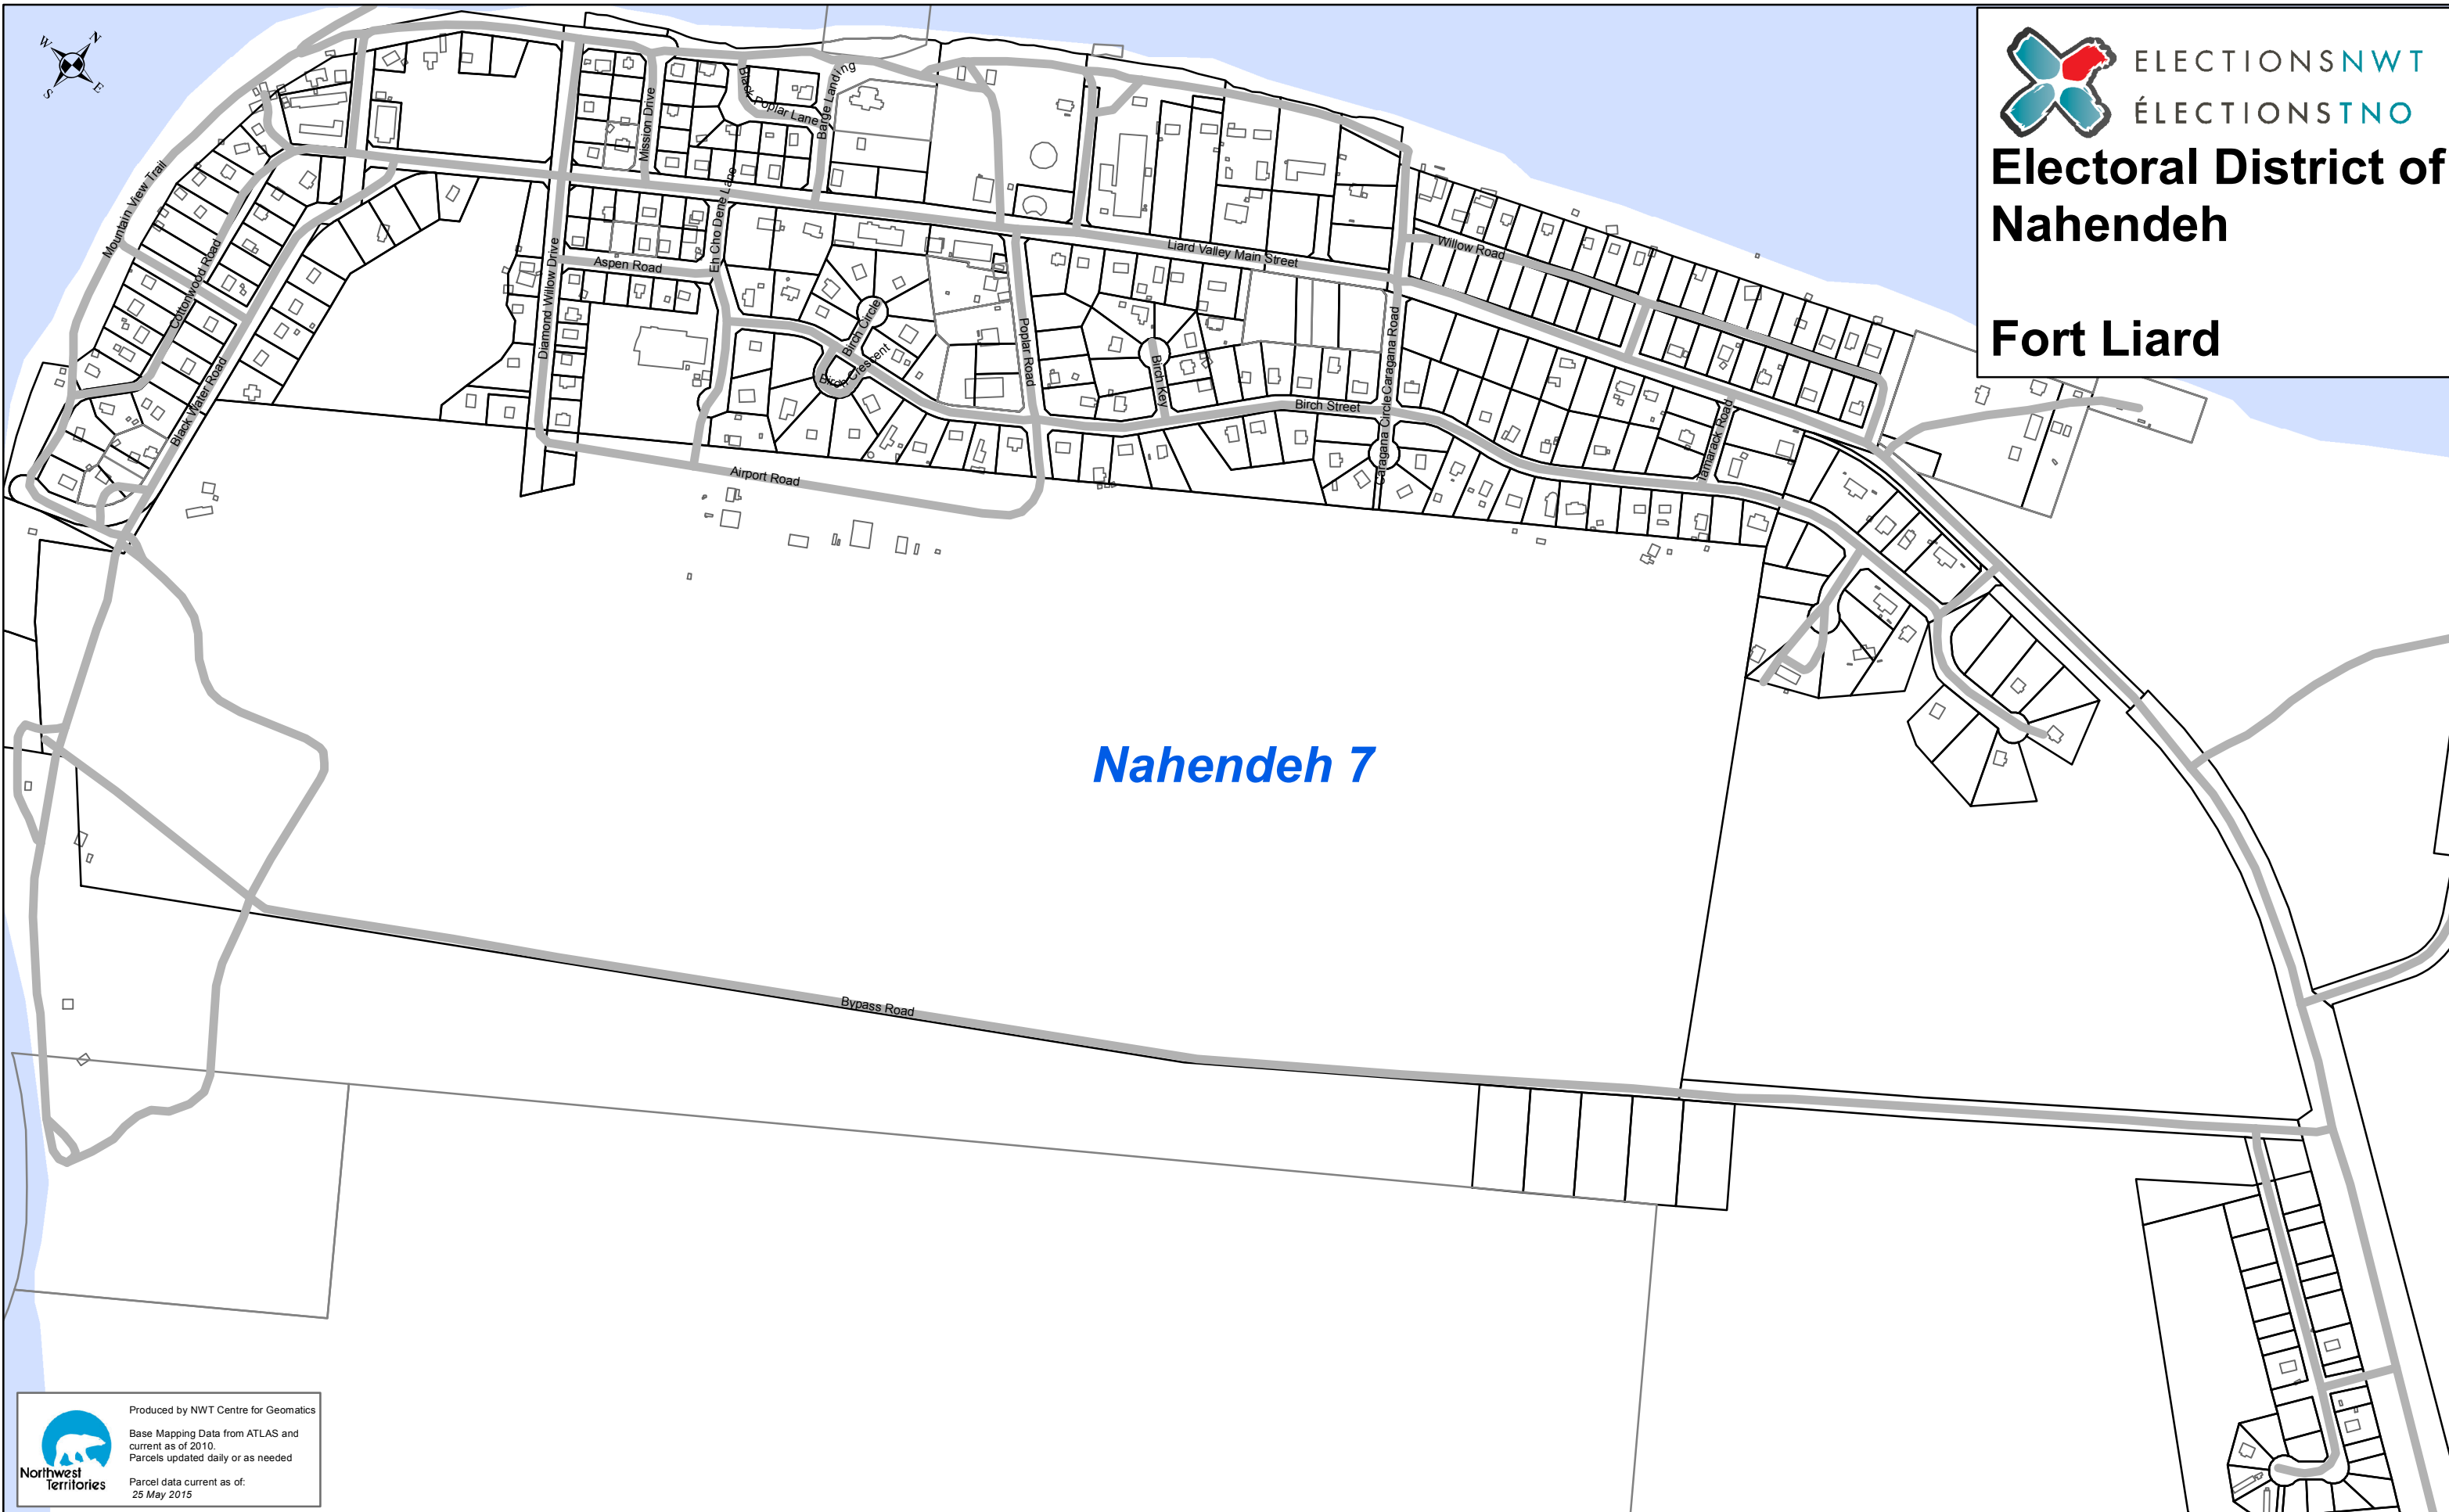 W
N
S
E
ELECTIONSNWT
ÉLECTIONSTNO
Electoral District of
Nahendeh
Fort Liard
Mountain View Trail
Cottonwood Road
Black Water Road
Diamond Willow Drive
Mission Drive
Black Poplar Lane
Barge Landing
Eh Cho Dene Lane
Aspen Road
Birch Circle
Birch Crescent
Poplar Road
Liard Valley Main Street
Willow Road
Birch Key
Birch Street
Caragana Road
Caragana Circle
Tamarack Road
Airport Road
Nahendeh 7
Bypass Road
Northwest
Territories
Produced by NWT Centre for Geomatics
Base Mapping Data from ATLAS and
current as of 2010.
Parcels updated daily or as needed
Parcel data current as of:
25 May 2015